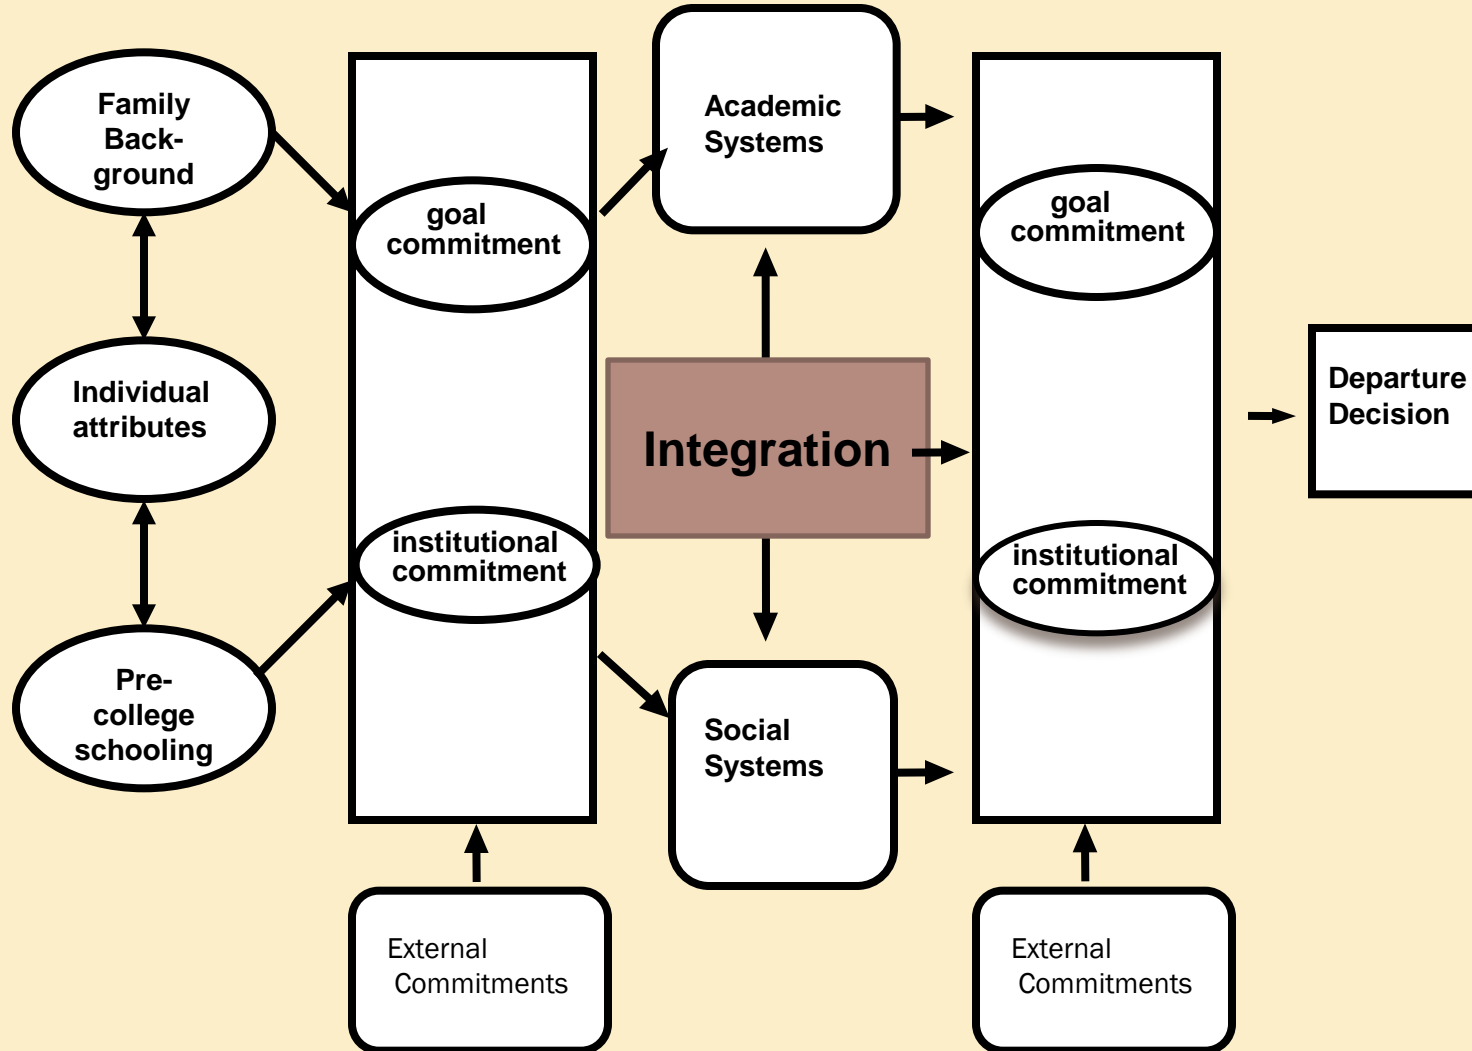 Family
Back-
ground
Individual
attributes
Pre-
college
schooling
goal
commitment
institutional
commitment
External
Commitments
Academic
Systems
Integration
Social
Systems
goal
commitment
institutional
commitment
External
Commitments
Departure
Decision